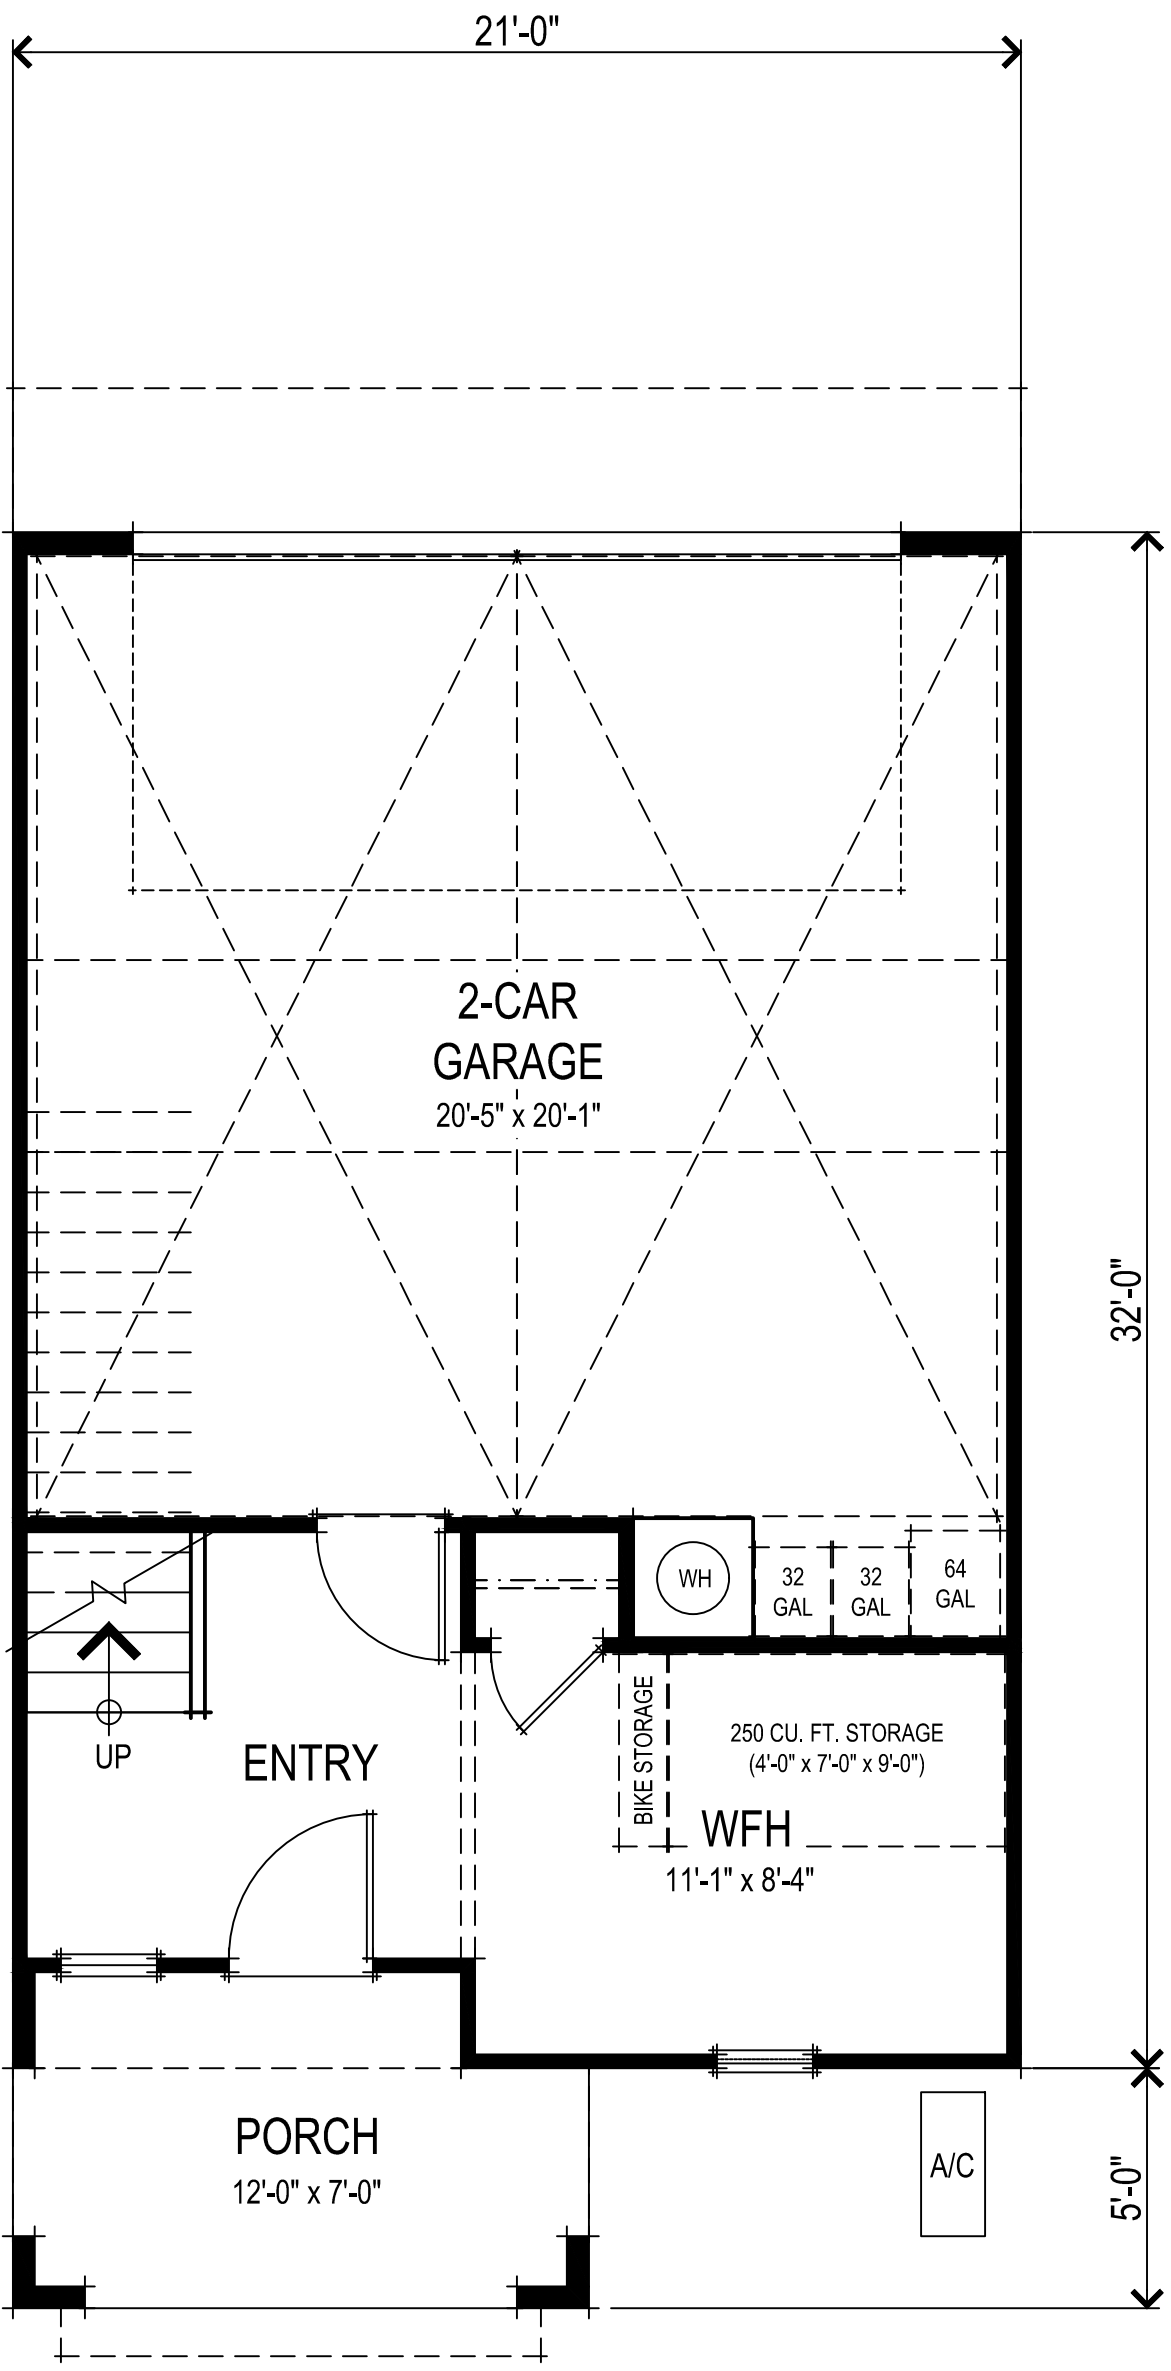 21'-0"
2-CAR
GARAGE
20'-5" x 20'-1"
32'-0"
WH
32
GAL
32
GAL
64
GAL
BIKE STORAGE
250 CU. FT. STORAGE
(4'-0" x 7'-0" x 9'-0")
UP
ENTRY
WFH
11'-1" x 8'-4"
PORCH
12'-0" x 7'-0"
A/C
5'-0"